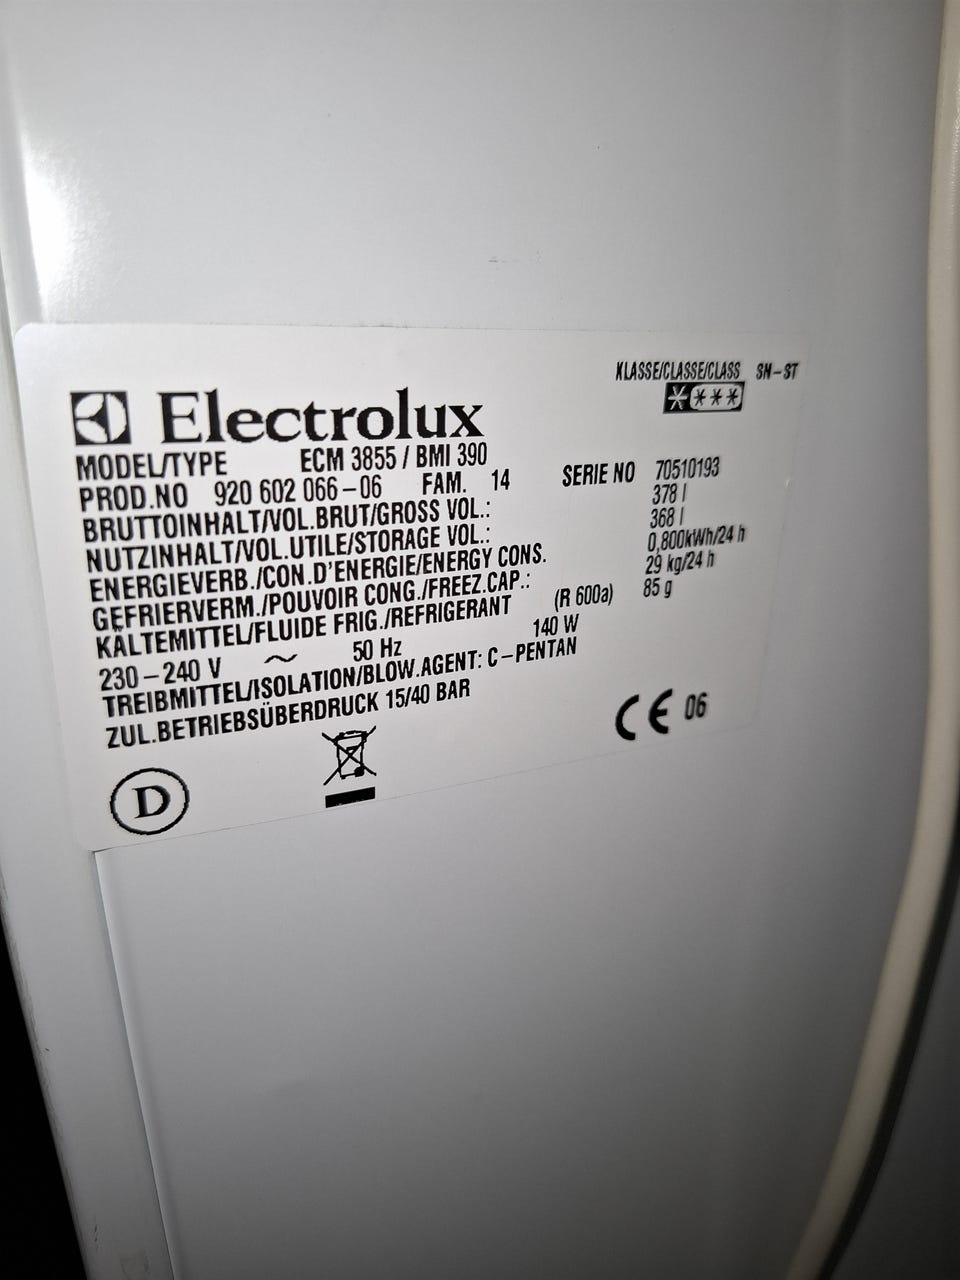 KLASSE/CLASSE/CLASS SN-ST
Electrolux
MODEL/TYPE ECM 3855 / BMI 390
PROD.NO 920 602 066-06 FAM. 14 SERIE NO 70510193
BRUTTOINHALT/VOL.BRUT/GROSS VOL.: 378 l
NUTZINHALT/VOL.UTILE/STORAGE VOL.: 368 l
ENERGIEVERB./CON.D'ENERGIE/ENERGY CONS. 0,800kWh/24 h
GEFRIERVERM./POUVOIR CONG./FREEZ.CAP.: 29 kg/24 h
KÄLTEMITTEL/FLUIDE FRIG./REFRIGERANT (R 600a) 85 g
230-240 V ~ 50 Hz 140 W
TREIBMITTEL/ISOLATION/BLOW.AGENT: C-PENTAN
ZUL.BETRIEBSÜBERDRUCK 15/40 BAR
CE 06
D